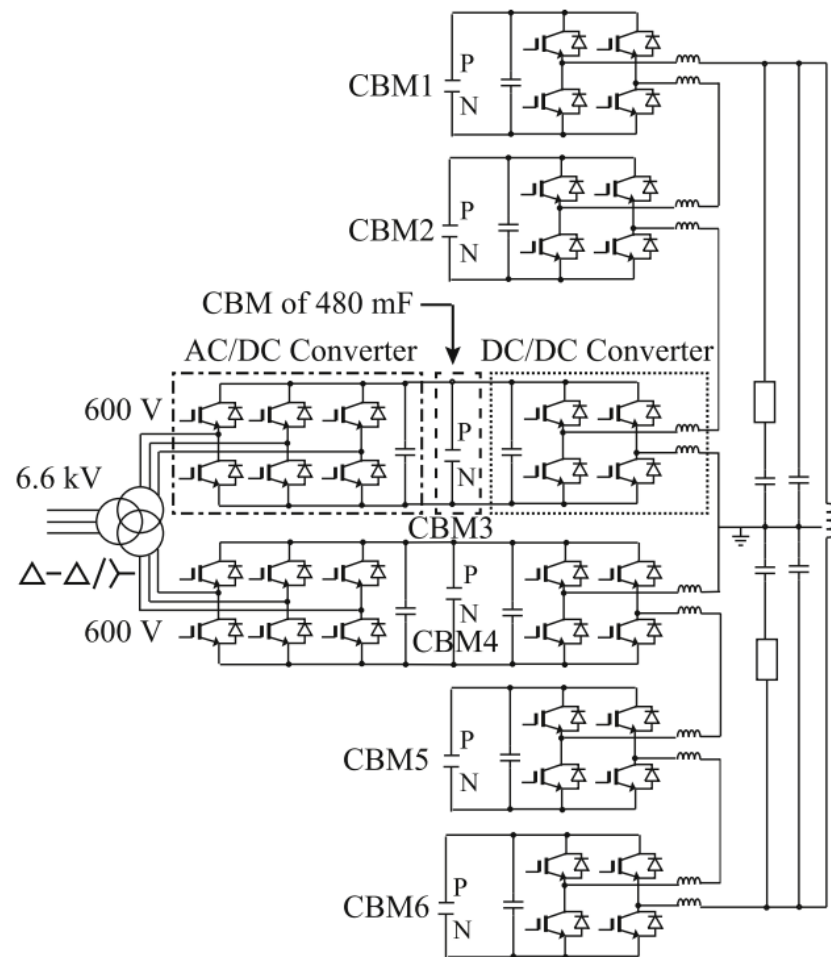 P
CBM1
N
P
CBM2
N
CBM of 480 mF
AC/DC Converter
DC/DC Converter
600 V
P
6.6 kV
N
CBM3
Δ-Δ/Y
P
N
600 V
CBM4
P
CBM5
N
P
CBM6
N